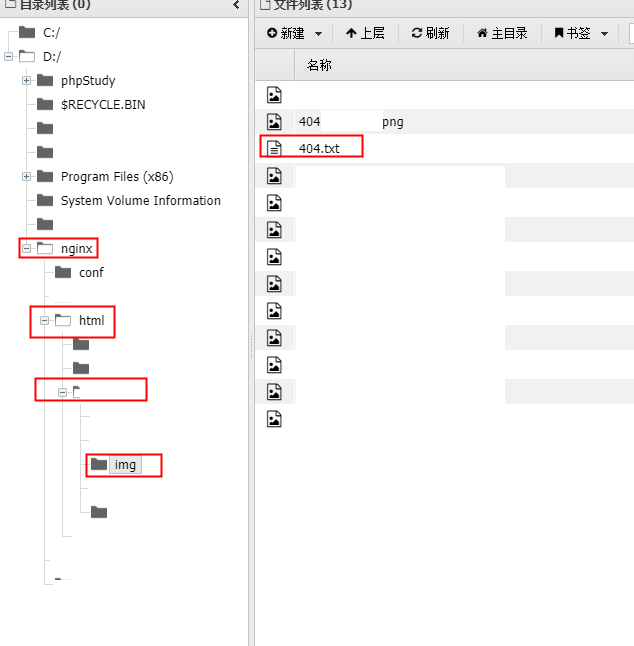 目录列表 (0)
C:/
D:/
phpStudy
$RECYCLE.BIN
Program Files (x86)
System Volume Information
nginx
conf
html
img
文件列表 (13)
新建 上层 刷新 主目录 书签
名称
404 png
404.txt